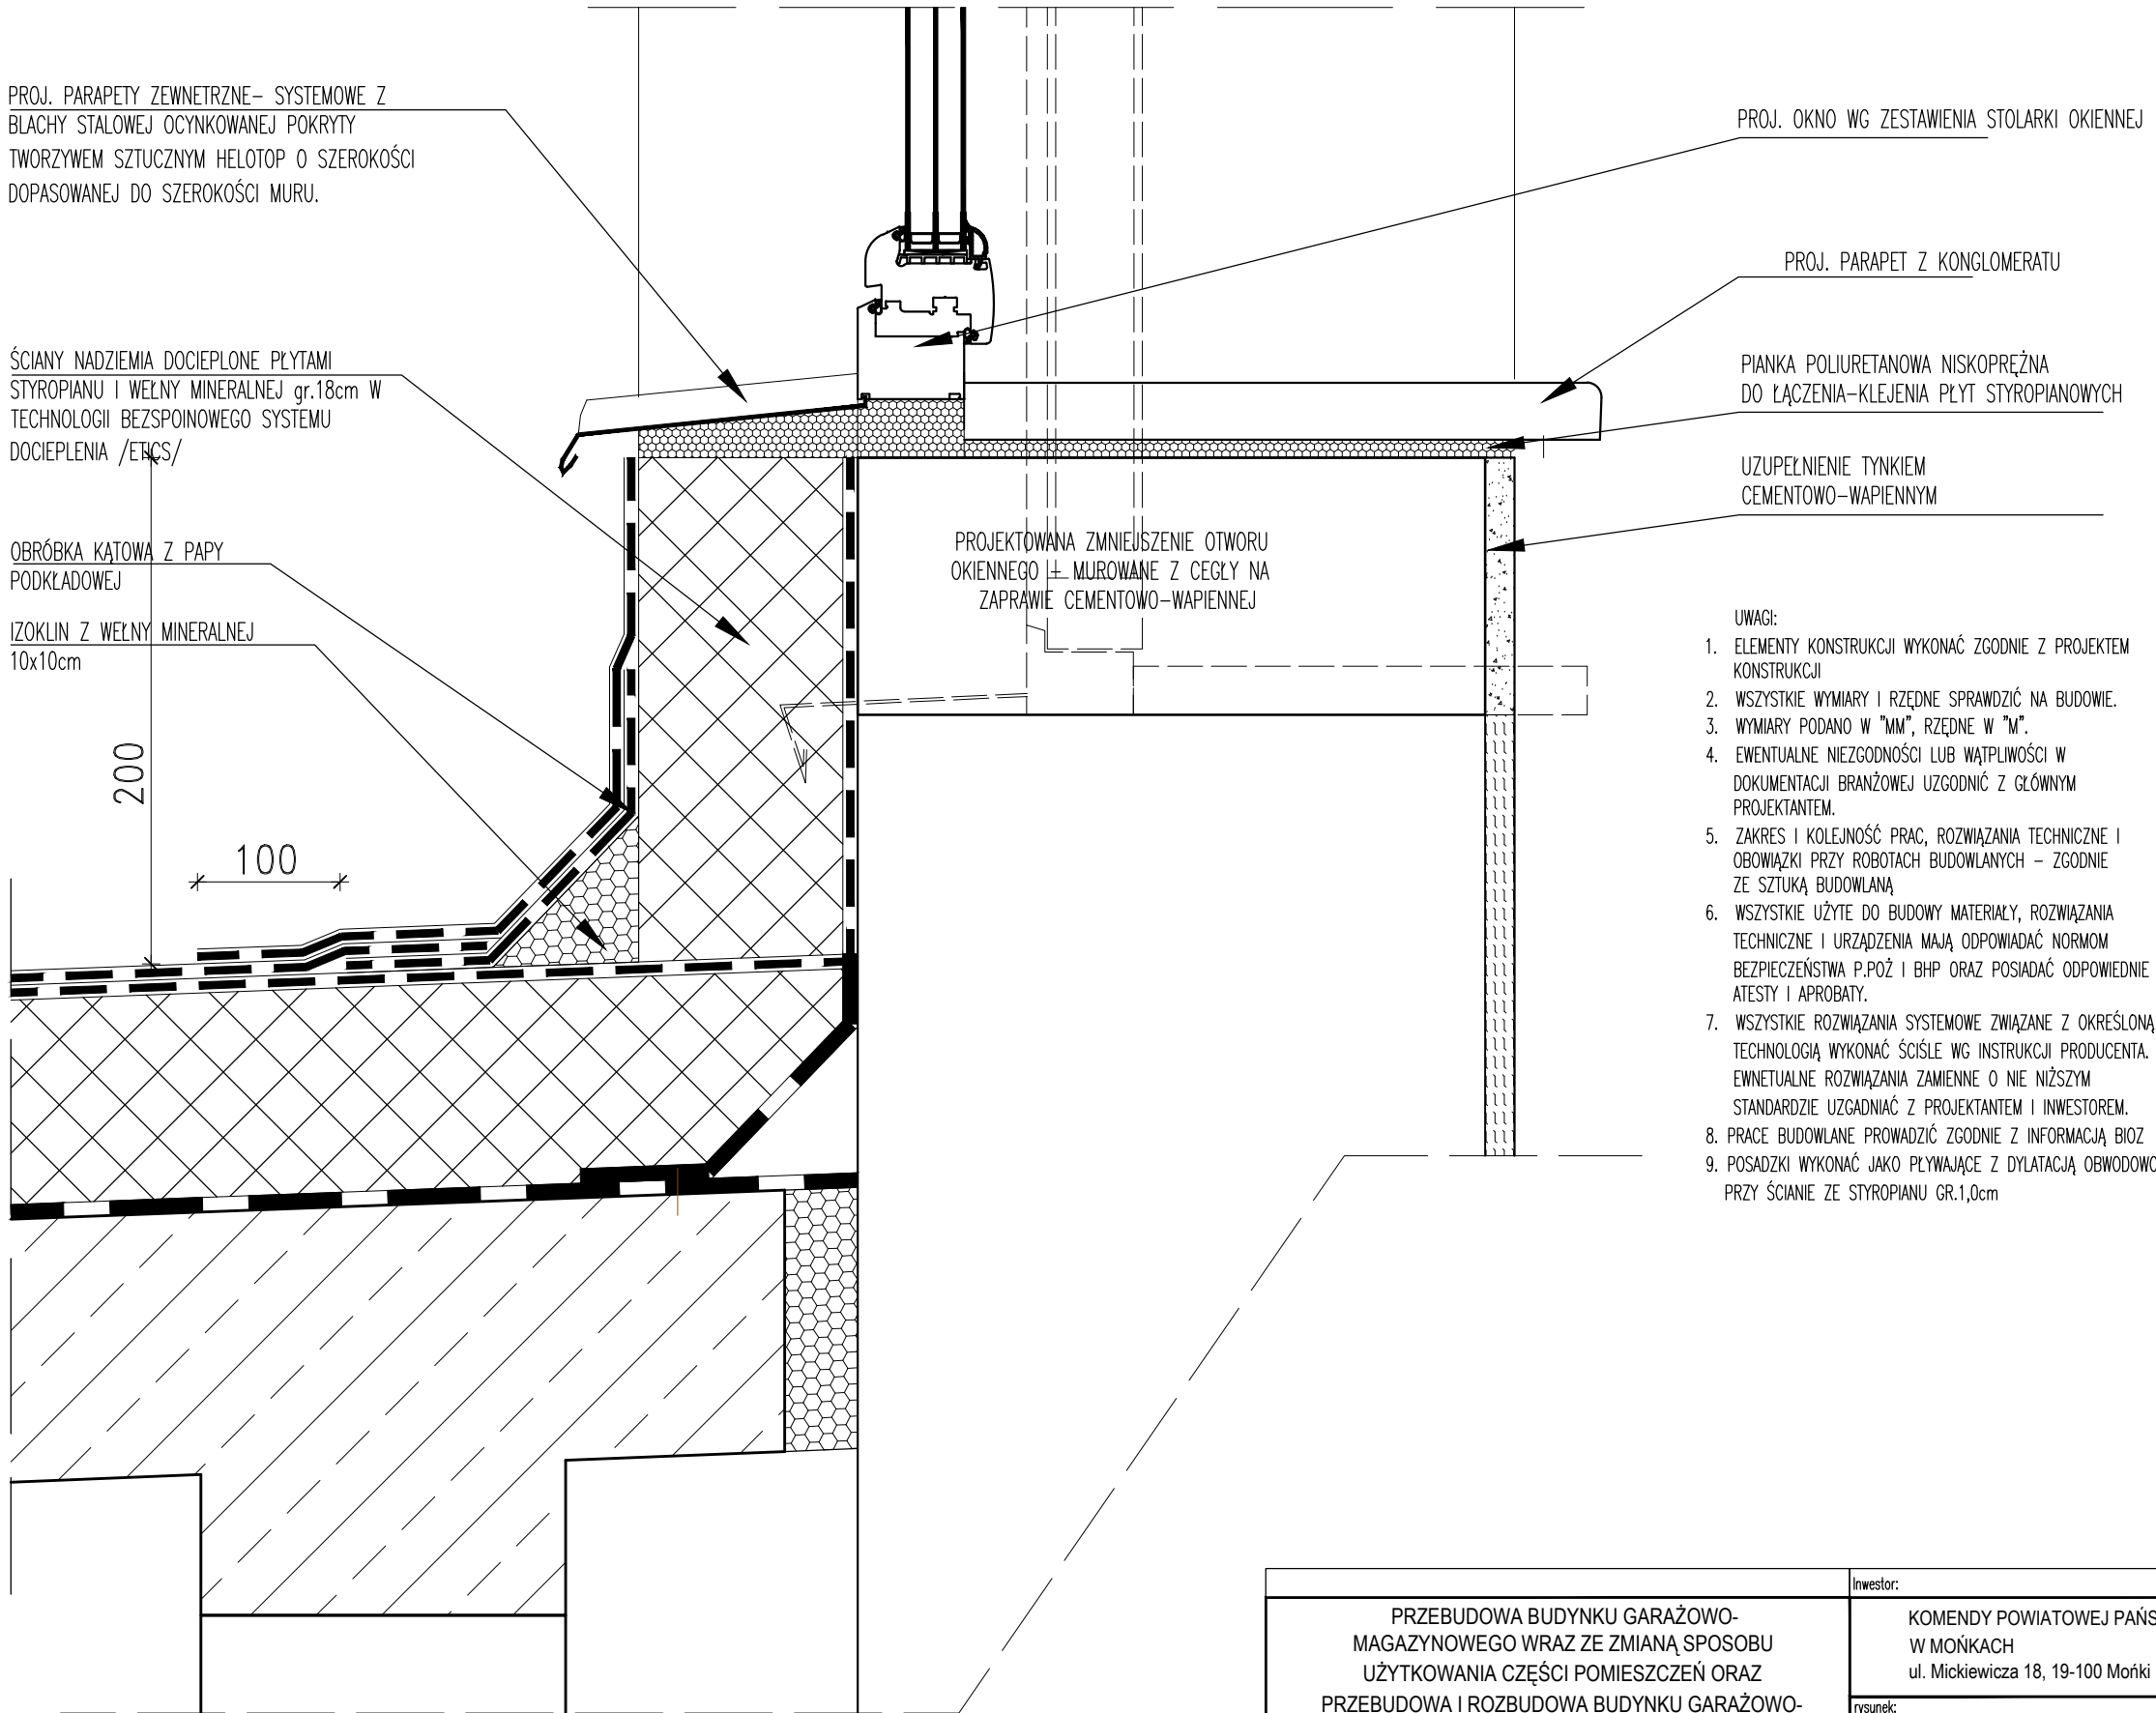 PROJ. PARAPETY ZEWNETRZNE- SYSTEMOWE Z
BLACHY STALOWEJ OCYNKOWANEJ POKRYTY
TWORZYWEM SZTUCZNYM HELOTOP O SZEROKOŚCI
DOPASOWANEJ DO SZEROKOŚCI MURU.
ŚCIANY NADZIEMIA DOCIEPLONE PŁYTAMI
STYROPIANU I WEŁNY MINERALNEJ gr.18cm W
TECHNOLOGII BEZSPOINOWEGO SYSTEMU
DOCIEPLENIA /ETICS/
OBRÓBKA KĄTOWA Z PAPY
PODKŁADOWEJ
IZOKLIN Z WEŁNY MINERALNEJ
10x10cm
200
100
PROJEKTOWANA ZMNIEJSZENIE OTWORU
OKIENNEGO - MUROWANE Z CEGŁY NA
ZAPRAWIE CEMENTOWO-WAPIENNEJ
PROJ. OKNO WG ZESTAWIENIA STOLARKI OKIENNEJ
PROJ. PARAPET Z KONGLOMERATU
PIANKA POLIURETANOWA NISKOPRĘŻNA
DO ŁĄCZENIA-KLEJENIA PŁYT STYROPIANOWYCH
UZUPEŁNIENIE TYNKIEM
CEMENTOWO-WAPIENNYM
UWAGI:
1. ELEMENTY KONSTRUKCJI WYKONAĆ ZGODNIE Z PROJEKTEM
KONSTRUKCJI
2. WSZYSTKIE WYMIARY I RZĘDNE SPRAWDZIĆ NA BUDOWIE.
3. WYMIARY PODANO W "MM", RZĘDNE W "M".
4. EWENTUALNE NIEZGODNOŚCI LUB WĄTPLIWOŚCI W
DOKUMENTACJI BRANŻOWEJ UZGODNIĆ Z GŁÓWNYM
PROJEKTANTEM.
5. ZAKRES I KOLEJNOŚĆ PRAC, ROZWIĄZANIA TECHNICZNE I
OBOWIĄZKI PRZY ROBOTACH BUDOWLANYCH - ZGODNIE
ZE SZTUKĄ BUDOWLANĄ
6. WSZYSTKIE UŻYTE DO BUDOWY MATERIAŁY, ROZWIĄZANIA
TECHNICZNE I URZĄDZENIA MAJĄ ODPOWIADAĆ NORMOM
BEZPIECZEŃSTWA P.POŻ I BHP ORAZ POSIADAĆ ODPOWIEDNIE
ATESTY I APROBATY.
7. WSZYSTKIE ROZWIĄZANIA SYSTEMOWE ZWIĄZANE Z OKREŚLONĄ
TECHNOLOGIĄ WYKONAĆ ŚCIŚLE WG INSTRUKCJI PRODUCENTA.
EWNETUALNE ROZWIĄZANIA ZAMIENNE O NIE NIŻSZYM
STANDARDZIE UZGADNIAĆ Z PROJEKTANTEM I INWESTOREM.
8. PRACE BUDOWLANE PROWADZIĆ ZGODNIE Z INFORMACJĄ BIOZ
9. POSADZKI WYKONAĆ JAKO PŁYWAJĄCE Z DYLATACJĄ OBWODOWO
PRZY ŚCIANIE ZE STYROPIANU GR.1,0cm
Inwestor:
PRZEBUDOWA BUDYNKU GARAŻOWO-
MAGAZYNOWEGO WRAZ ZE ZMIANĄ SPOSOBU
UŻYTKOWANIA CZĘŚCI POMIESZCZEŃ ORAZ
PRZEBUDOWA I ROZBUDOWA BUDYNKU GARAŻOWO-
KOMENDY POWIATOWEJ PAŃS
W MOŃKACH
ul. Mickiewicza 18, 19-100 Mońki
rysunek: